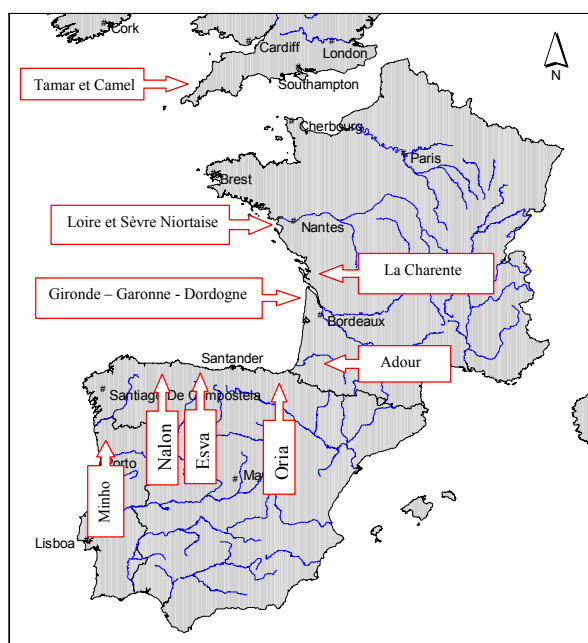 Cork
Cardiff
London
Tamar et Camel
Southampton
N
Cherbourg
Paris
Brest
Loire et Sèvre Niortaise
Nantes
La Charente
Gironde – Garonne - Dordogne
Bordeaux
Santander
Adour
Santiago De Compostela
Nalon
Esva
Oria
Minho
Porto
Ma
Lisboa